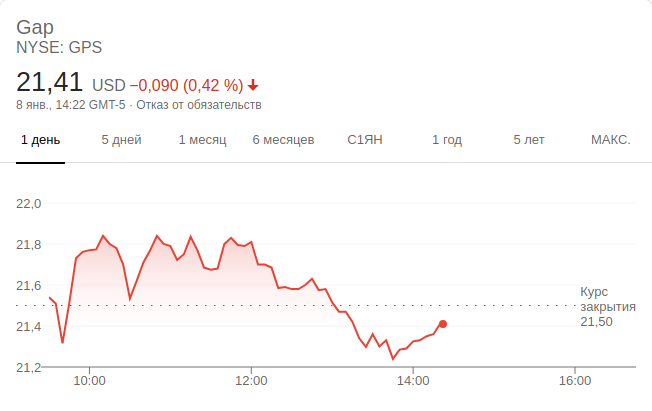 Gap
NYSE: GPS
21,41 USD −0,090 (0,42 %)
8 янв., 14:22 GMT-5 · Отказ от обязательств
1 день 5 дней 1 месяц 6 месяцев С1ЯН 1 год 5 лет МАКС.
22,0
21,8
21,6
21,4
21,2
Курс
закрытия
21,50
10:00 12:00 14:00 16:00